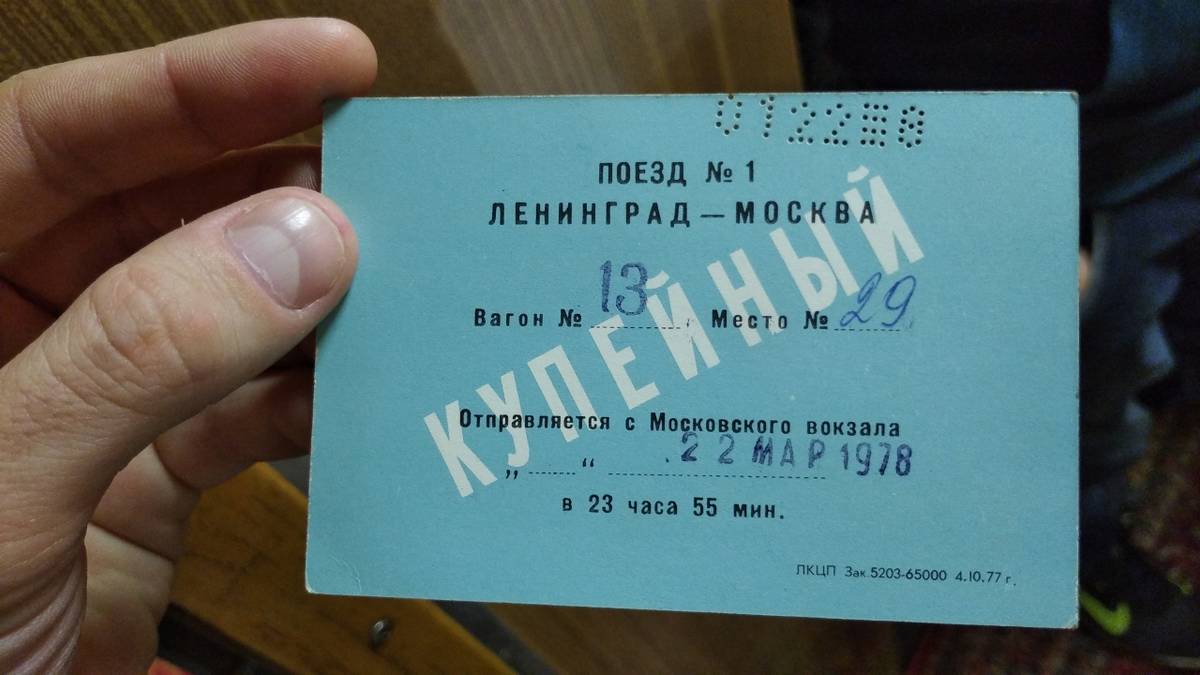 ПОЕЗД № 1
ЛЕНИНГРАД — МОСКВА
КУПЕЙНЫЙ
Вагон № 13, Место № 29
Отправляется с Московского вокзала
„ “ 22 МАР 1978
в 23 часа 55 мин.
ЛКЦП Зак. 5203-65000 4.10.77 г.